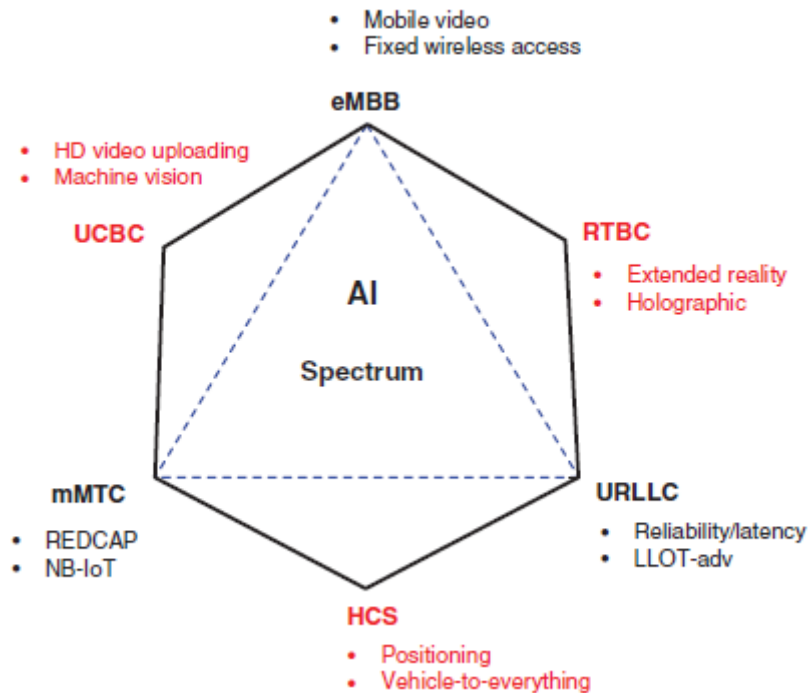 • Mobile video
• Fixed wireless access
eMBB
• HD video uploading
• Machine vision
UCBC
RTBC
• Extended reality
• Holographic
AI
Spectrum
mMTC
• REDCAP
• NB-IoT
URLLC
• Reliability/latency
• LLOT-adv
HCS
• Positioning
• Vehicle-to-everything